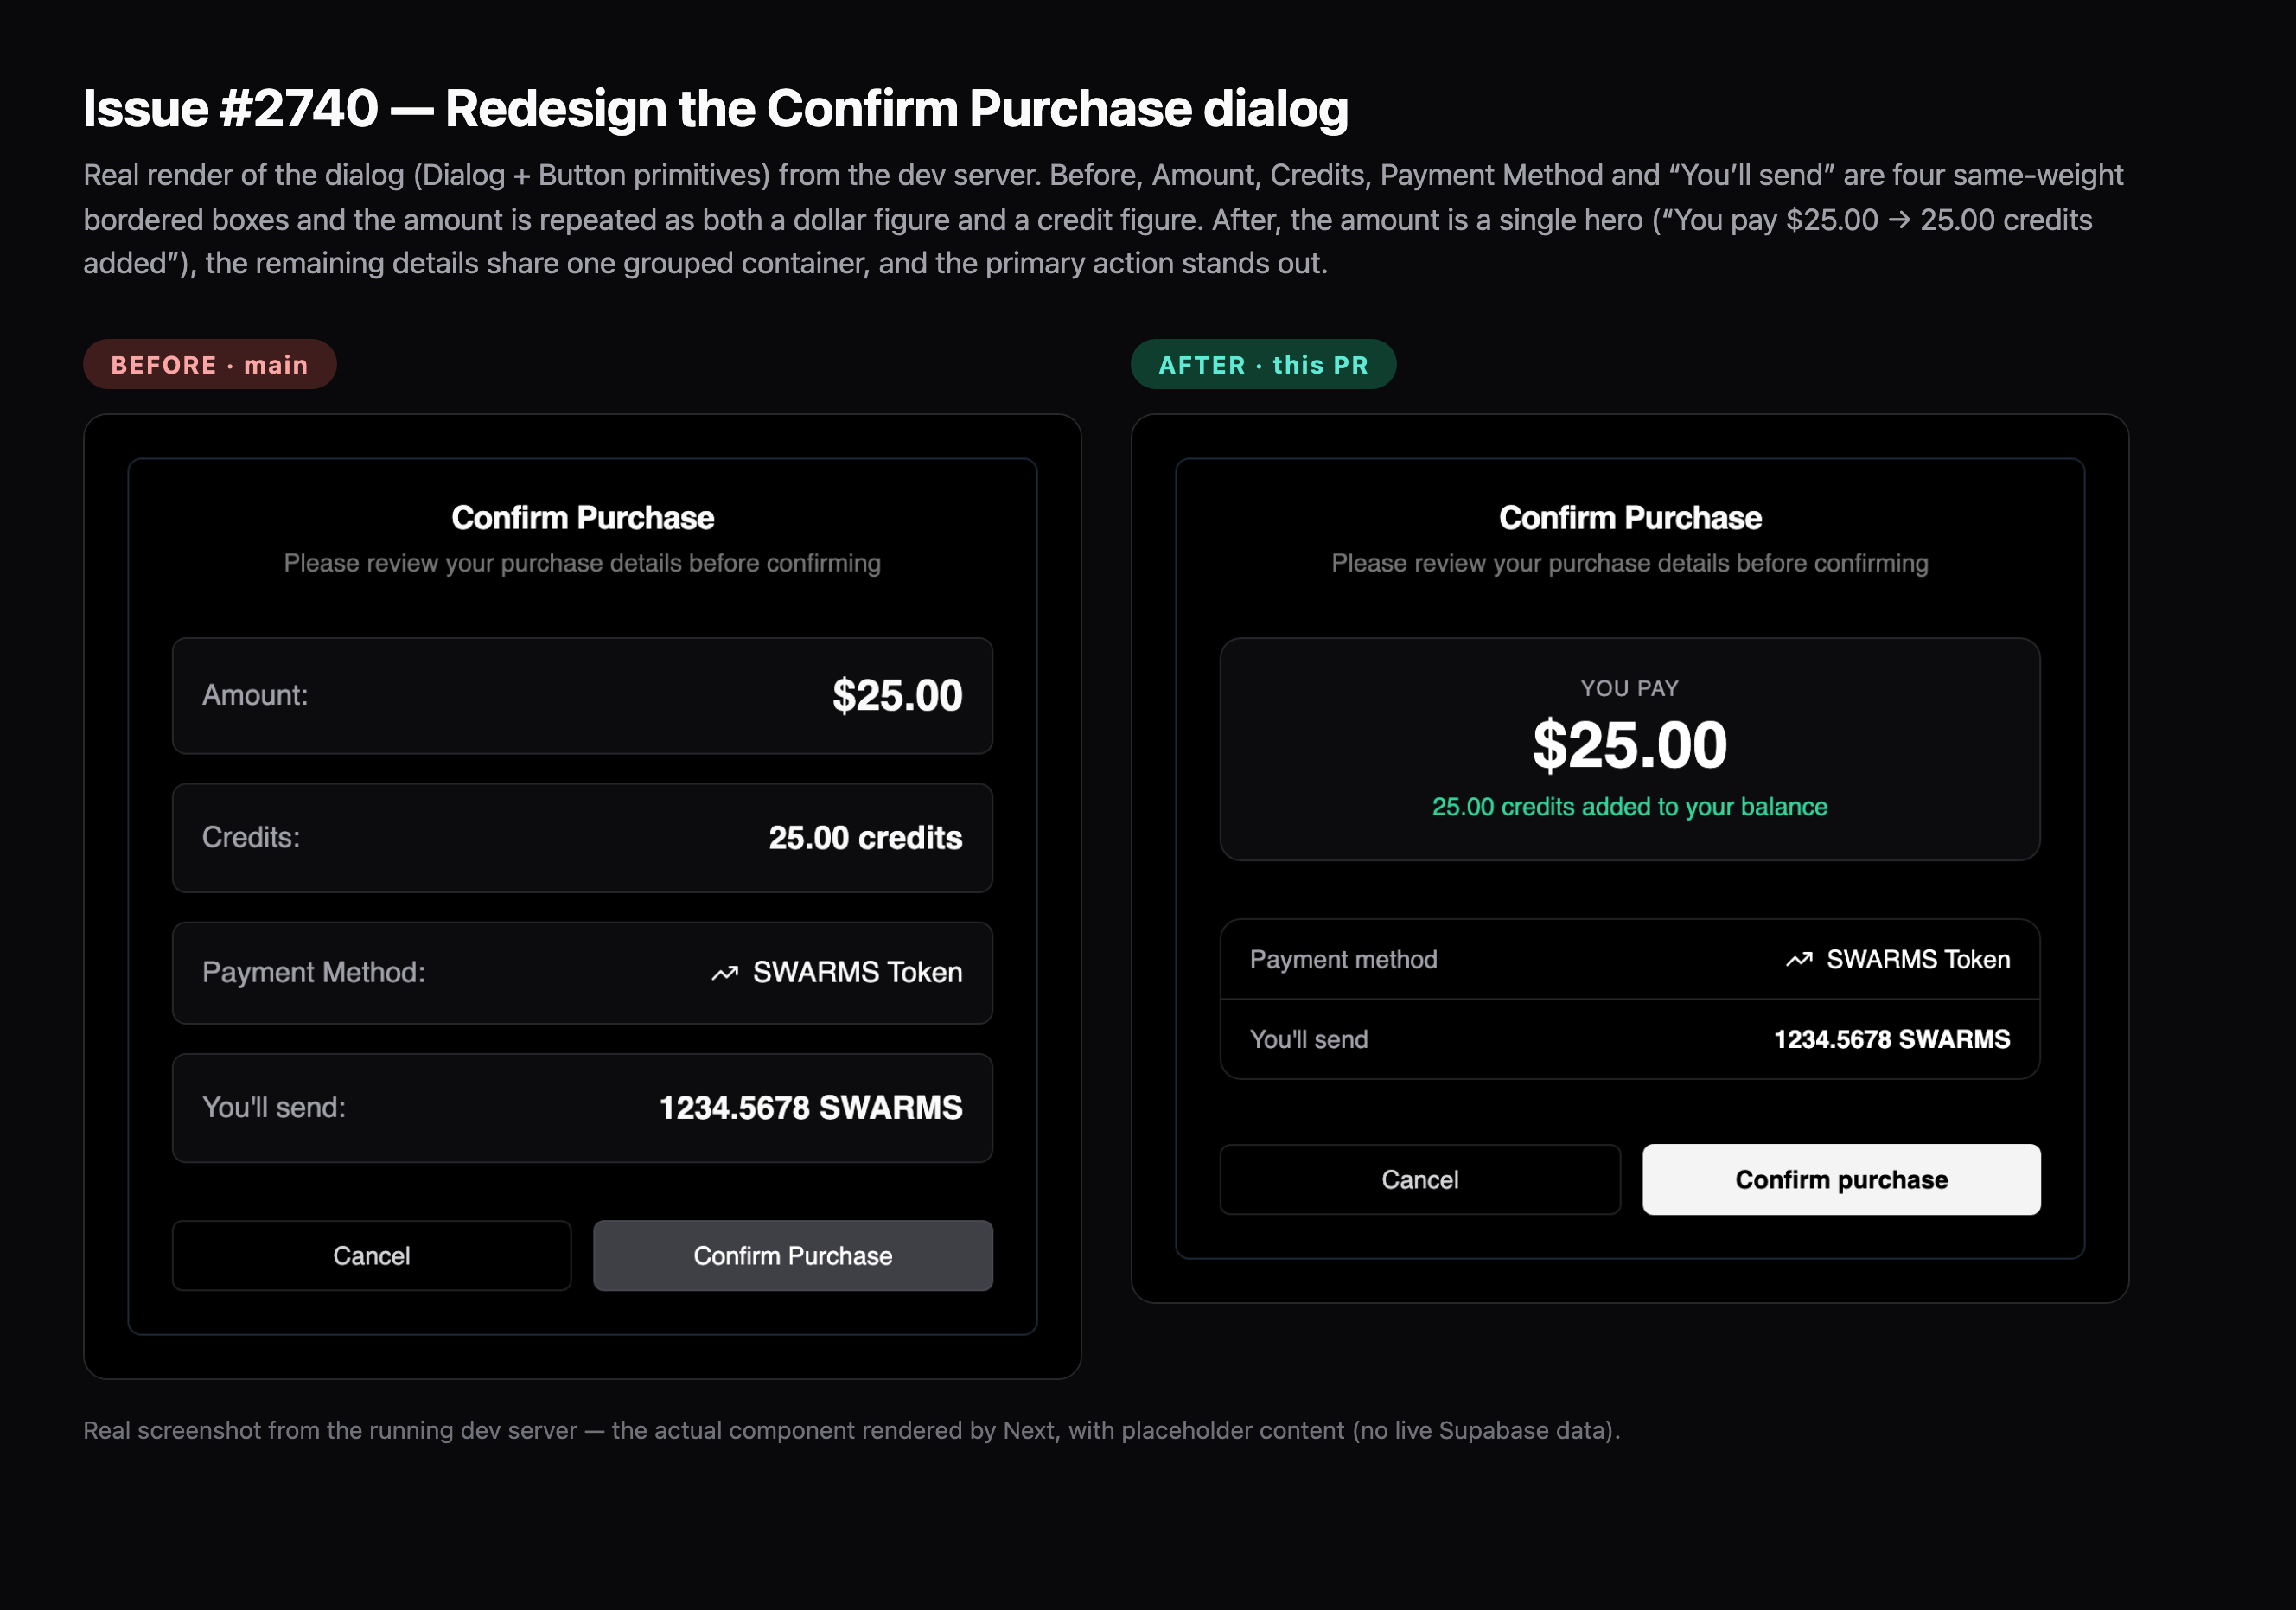 Issue #2740 — Redesign the Confirm Purchase dialog
Real render of the dialog (Dialog + Button primitives) from the dev server. Before, Amount, Credits, Payment Method and “You’ll send” are four same-weight
bordered boxes and the amount is repeated as both a dollar figure and a credit figure. After, the amount is a single hero (“You pay $25.00 → 25.00 credits
added”), the remaining details share one grouped container, and the primary action stands out.
BEFORE · main
Confirm Purchase
Please review your purchase details before confirming
Amount: $25.00
Credits: 25.00 credits
Payment Method: SWARMS Token
You'll send: 1234.5678 SWARMS
Cancel Confirm Purchase
AFTER · this PR
Confirm Purchase
Please review your purchase details before confirming
YOU PAY
$25.00
25.00 credits added to your balance
Payment method SWARMS Token
You'll send 1234.5678 SWARMS
Cancel Confirm purchase
Real screenshot from the running dev server — the actual component rendered by Next, with placeholder content (no live Supabase data).